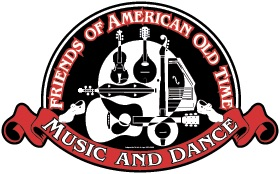 FRIENDS OF AMERICAN OLD TIME
MUSIC AND DANCE